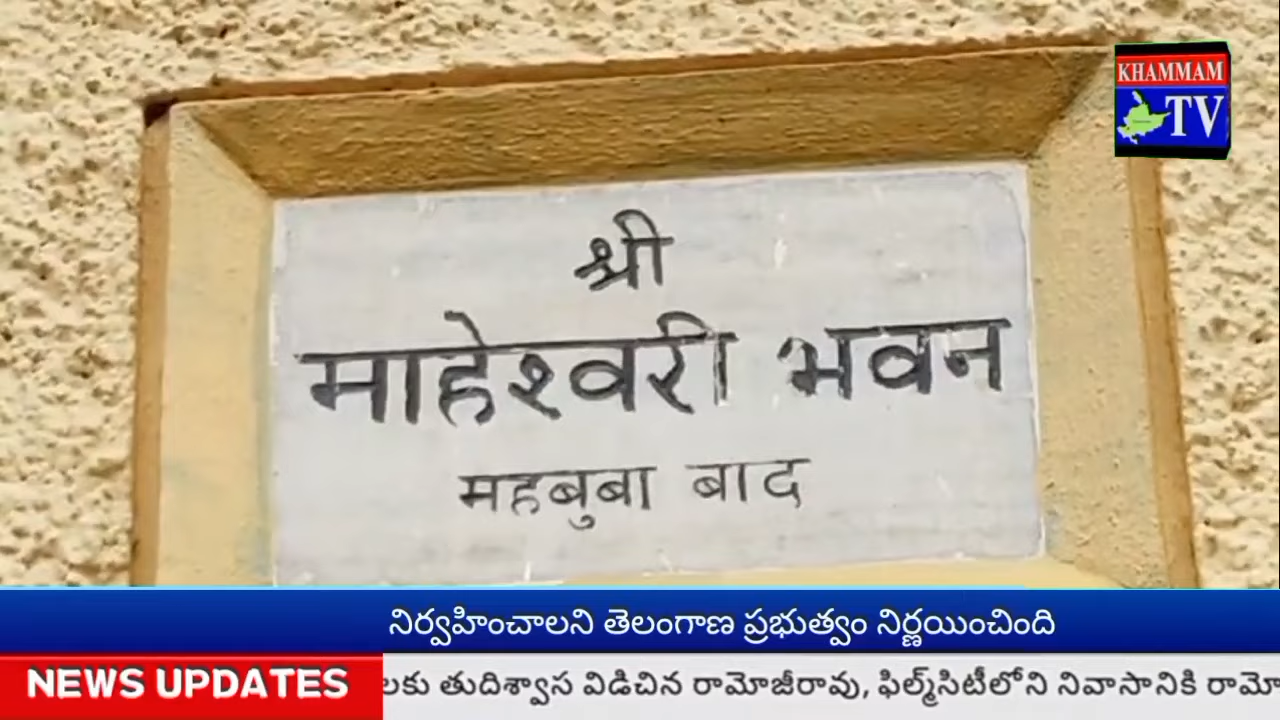 KHAMMAM
TV
श्री
माहेश्वरी भवन
महबुबा बाद
నిర్వహించాలని తెలంగాణ ప్రభుత్వం నిర్ణయించింది
NEWS UPDATES
లకు తుదిశ్వాస విడిచిన రామోజీరావు, ఫిల్మ్‌సిటీలోని నివాసానికి రామో